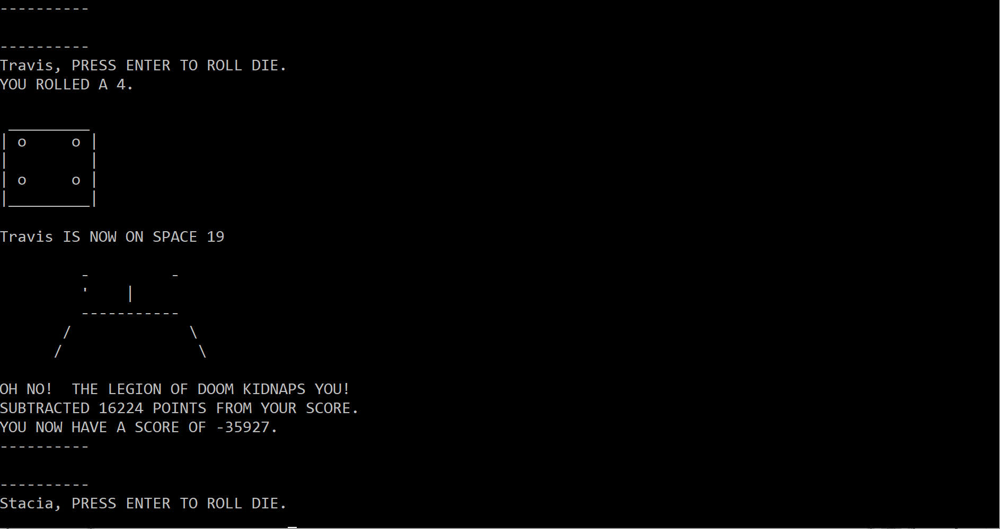 ----------
----------
Travis, PRESS ENTER TO ROLL DIE.
YOU ROLLED A 4.
 _________
| o     o |
|         |
| o     o |
|_________|
Travis IS NOW ON SPACE 19
         -         -
         '    |
         -----------
       /             \
      /               \
OH NO!  THE LEGION OF DOOM KIDNAPS YOU!
SUBTRACTED 16224 POINTS FROM YOUR SCORE.
YOU NOW HAVE A SCORE OF -35927.
----------
----------
Stacia, PRESS ENTER TO ROLL DIE.